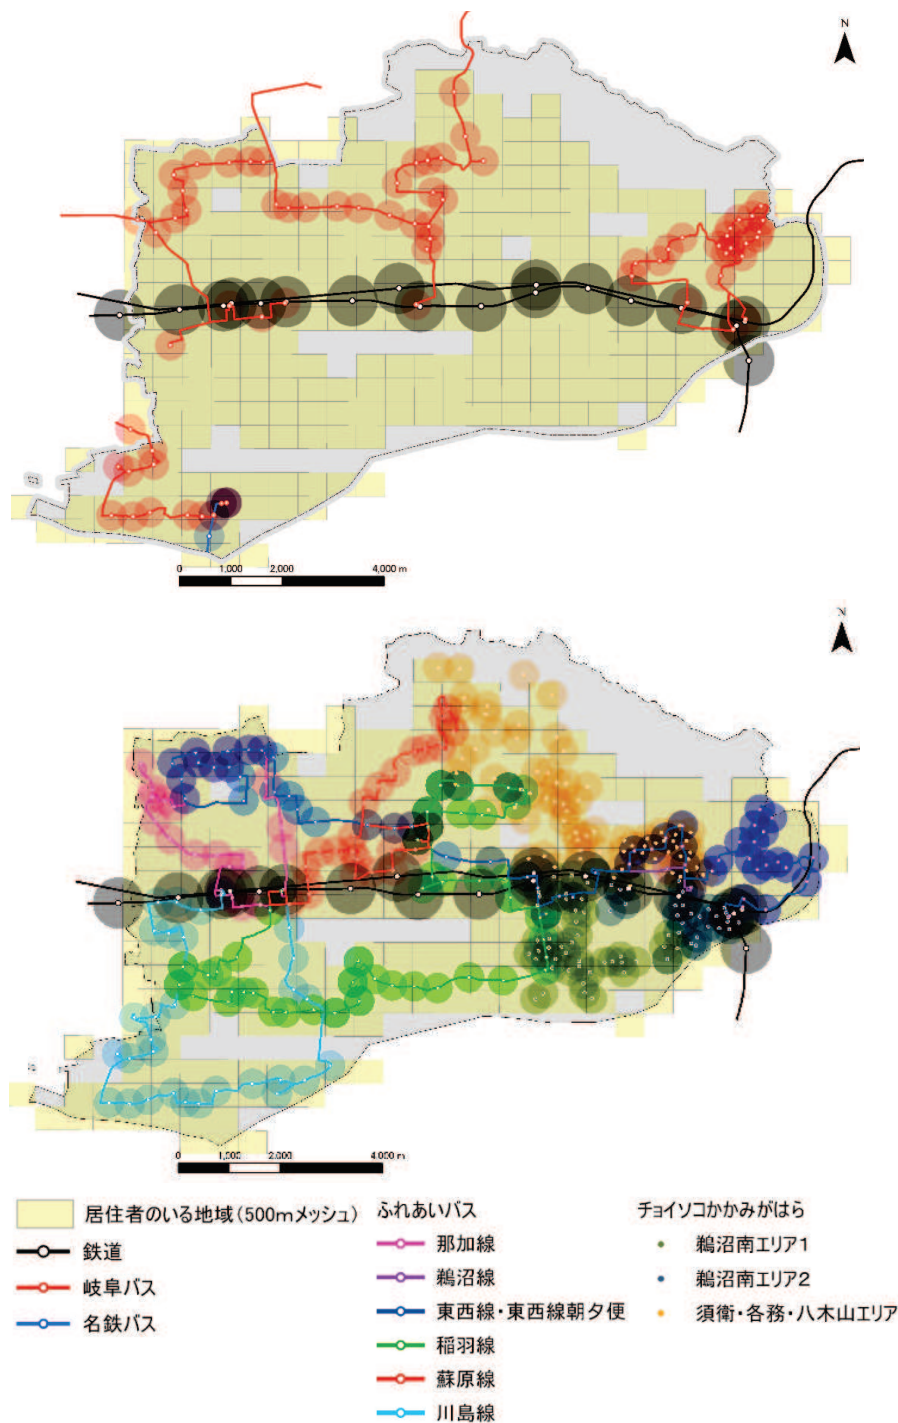 N
0 1,000 2,000 4,000 m
N
0 1,000 2,000 4,000 m
居住者のいる地域(500mメッシュ)
鉄道
岐阜バス
名鉄バス
ふれあいバス
那加線
鵜沼線
東西線・東西線朝夕便
稲羽線
蘇原線
川島線
チョイソコかかみがはら
鵜沼南エリア1
鵜沼南エリア2
須衛・各務・八木山エリア